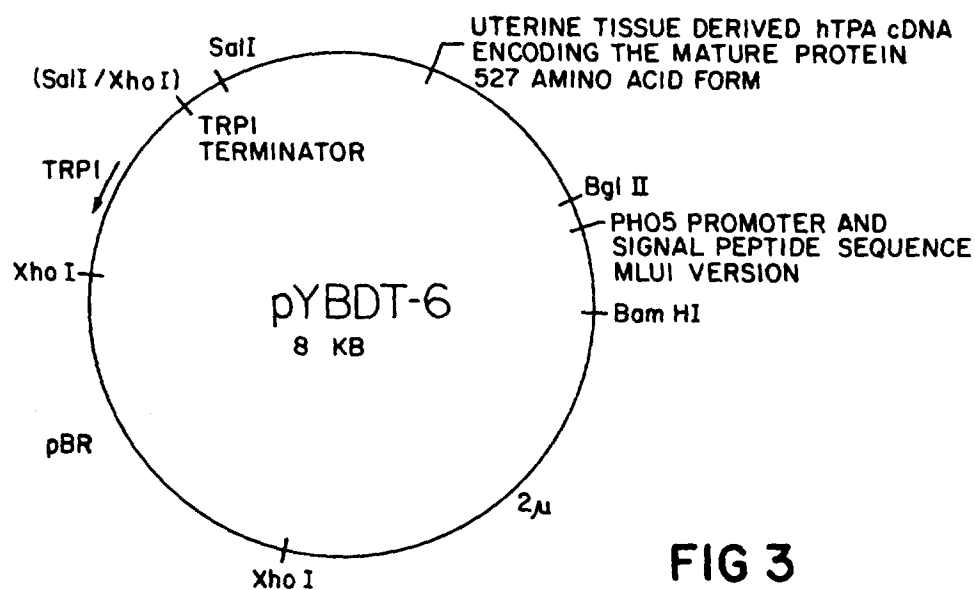 UTERINE TISSUE DERIVED hTPA cDNA
ENCODING THE MATURE PROTEIN
527 AMINO ACID FORM
SalI
(SalI/XhoI)
TRPI
TERMINATOR
TRPI
Bgl II
PHO5 PROMOTER AND
SIGNAL PEPTIDE SEQUENCE
MLUI VERSION
Xho I
pYBDT-6
8 KB
Bam HI
pBR
2μ
Xho I
FIG 3